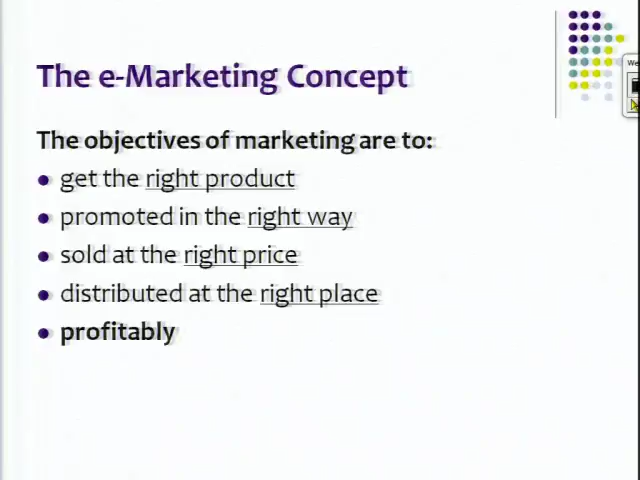 The e-Marketing Concept
We
The objectives of marketing are to:
get the right product
promoted in the right way
sold at the right price
distributed at the right place
profitably